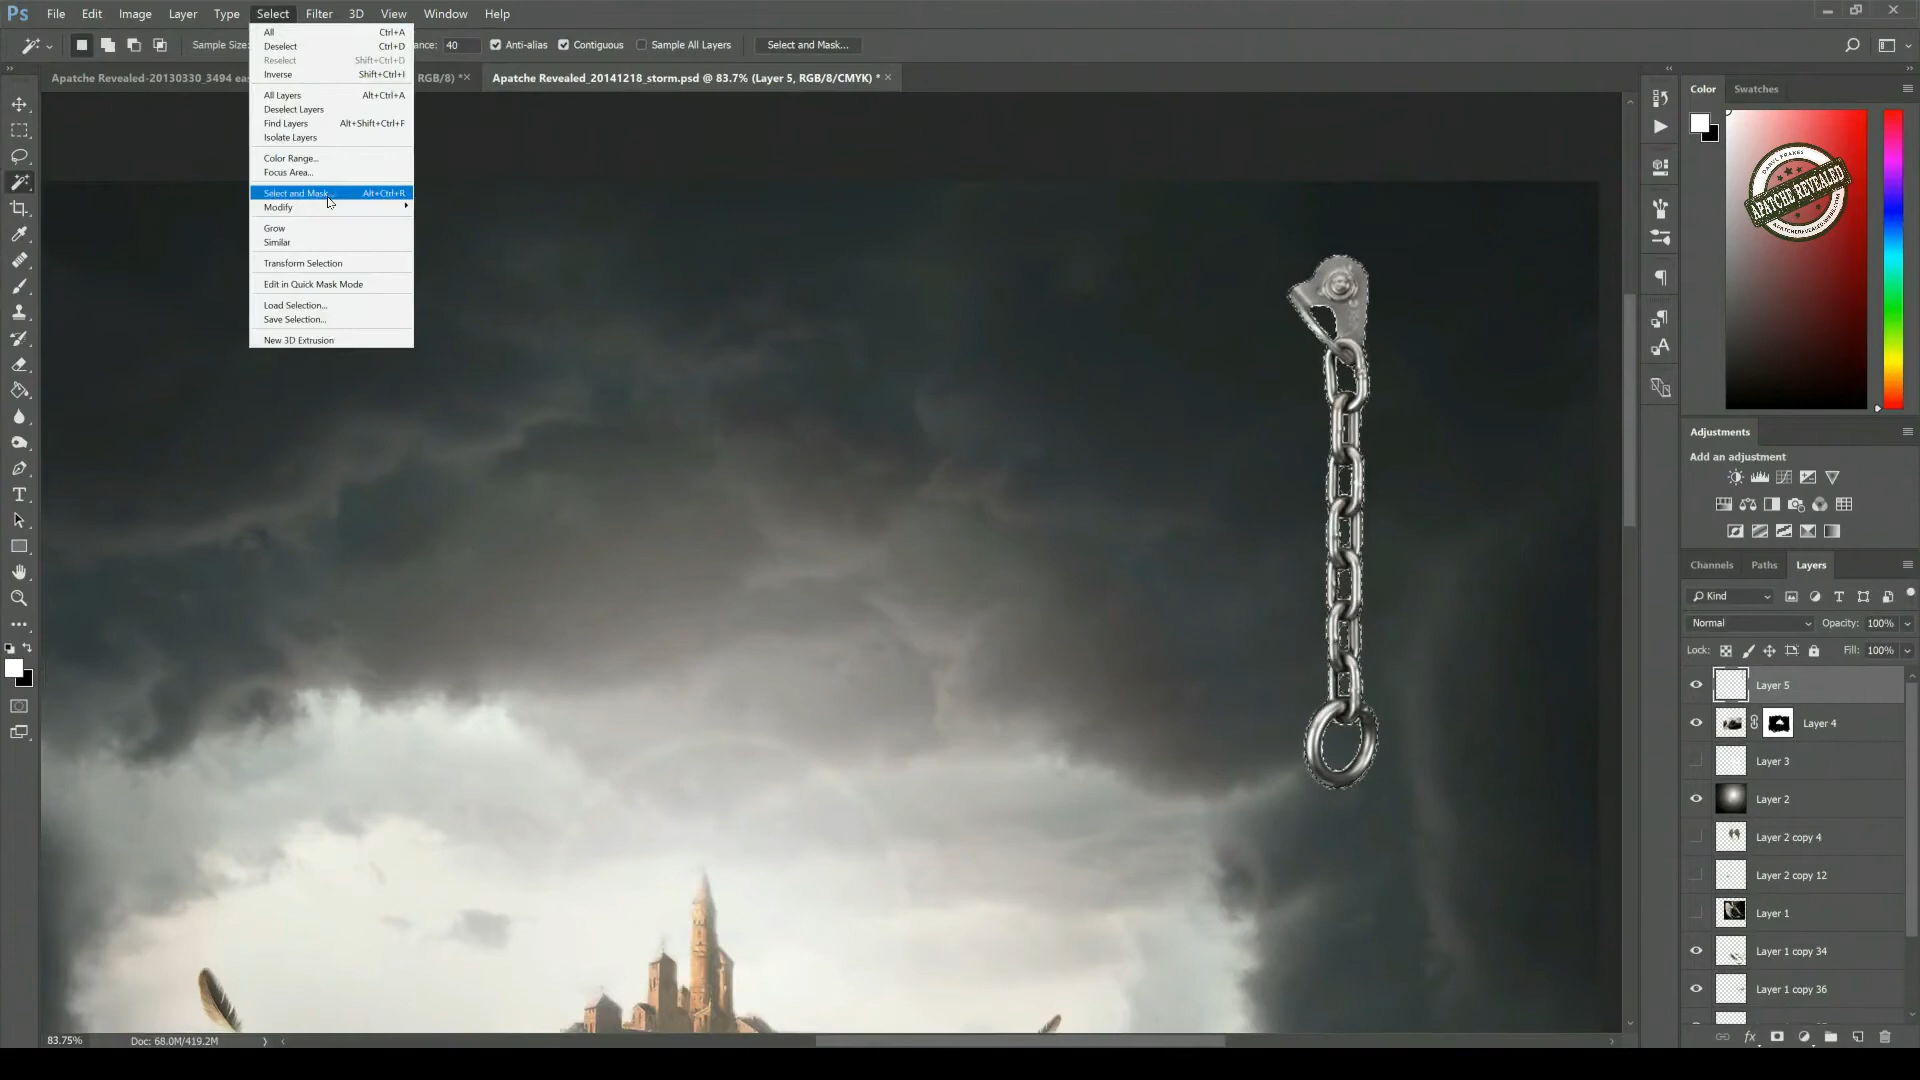 Ps File Edit Image Layer Type Select Filter 3D View Window Help
Sample Size: ance: 40 Anti-alias Contiguous Sample All Layers Select and Mask...
Apatche Revealed-20130330_3494 eas RGB/8) * Apatche Revealed_20141218_storm.psd @ 83.7% (Layer 5, RGB/8/CMYK) *
All Ctrl+A
Deselect Ctrl+D
Reselect Shift+Ctrl+D
Inverse Shift+Ctrl+I
All Layers Alt+Ctrl+A
Deselect Layers
Find Layers Alt+Shift+Ctrl+F
Isolate Layers
Color Range...
Focus Area...
Select and Mask... Alt+Ctrl+R
Modify
Grow
Similar
Transform Selection
Edit in Quick Mask Mode
Load Selection...
Save Selection...
New 3D Extrusion
Color Swatches
DARYL FRAKES
APATCHE REVEALED
Adjustments
Add an adjustment
Channels Paths Layers
Kind
Normal Opacity: 100%
Lock: Fill: 100%
Layer 5
Layer 4
Layer 3
Layer 2
Layer 2 copy 4
Layer 2 copy 12
Layer 1
Layer 1 copy 34
Layer 1 copy 36
83.75% Doc: 68.0M/419.2M